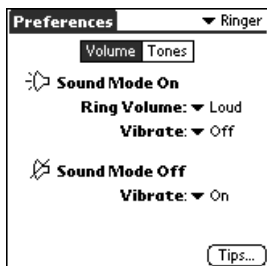 Preferences ▼ Ringer
Volume Tones
Sound Mode On
Ring Volume: ▼ Loud
Vibrate: ▼ Off
Sound Mode Off
Vibrate: ▼ On
Tips...